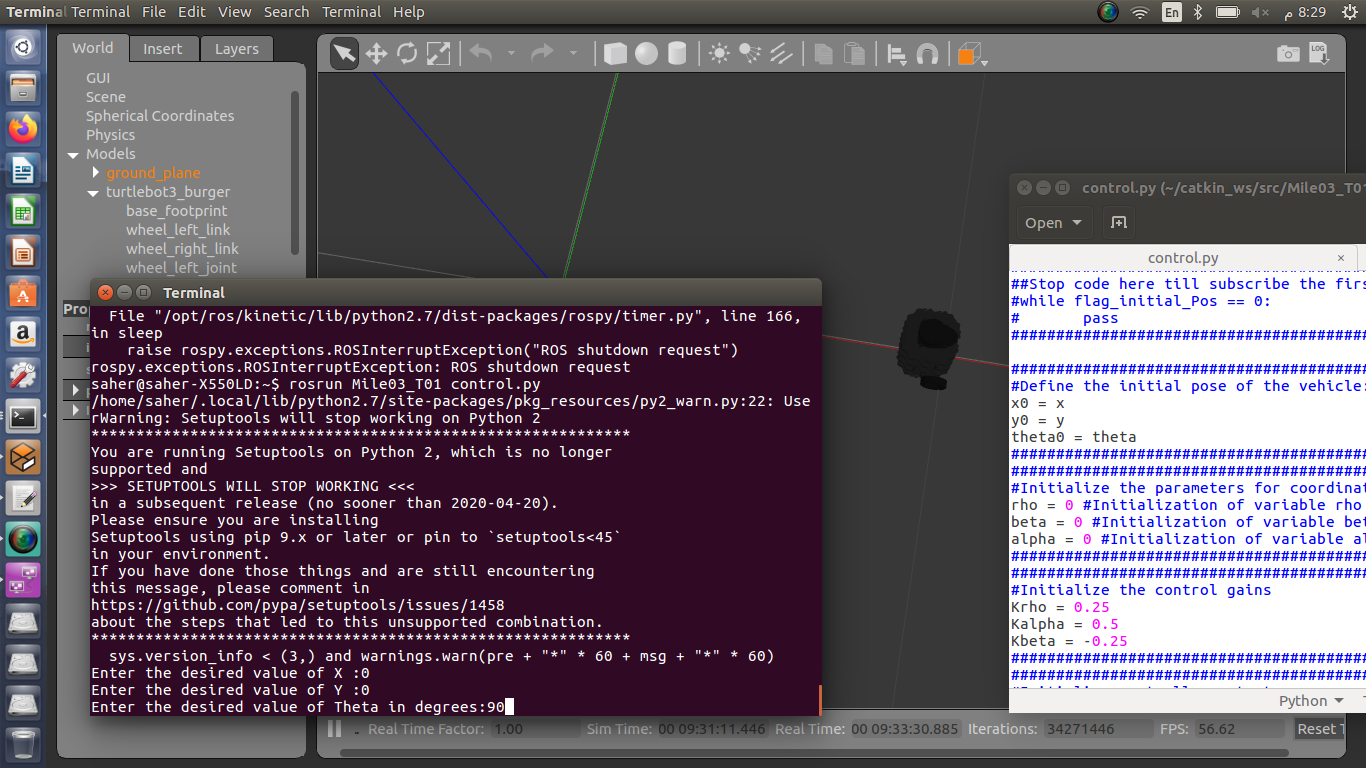 Terminal Terminal File Edit View Search Terminal Help
En
8:29 م
World Insert Layers
LOG
GUI
Scene
Spherical Coordinates
Physics
Models
ground_plane
turtlebot3_burger
base_footprint
wheel_left_link
wheel_right_link
wheel_left_joint
Terminal
File "/opt/ros/kinetic/lib/python2.7/dist-packages/rospy/timer.py", line 166,
in sleep
raise rospy.exceptions.ROSInterruptException("ROS shutdown request")
rospy.exceptions.ROSInterruptException: ROS shutdown request
saher@saher-X550LD:~$ rosrun Mile03_T01 control.py
/home/saher/.local/lib/python2.7/site-packages/pkg_resources/py2_warn.py:22: Use
rWarning: Setuptools will stop working on Python 2
************************************************************
You are running Setuptools on Python 2, which is no longer
supported and
>>> SETUPTOOLS WILL STOP WORKING <<<
in a subsequent release (no sooner than 2020-04-20).
Please ensure you are installing
Setuptools using pip 9.x or later or pin to `setuptools<45`
in your environment.
If you have done those things and are still encountering
this message, please comment in
https://github.com/pypa/setuptools/issues/1458
about the steps that led to this unsupported combination.
************************************************************
sys.version_info < (3,) and warnings.warn(pre + "*" * 60 + msg + "*" * 60)
Enter the desired value of X :0
Enter the desired value of Y :0
Enter the desired value of Theta in degrees:90
control.py (~/catkin_ws/src/Mile03_T01
Open
control.py ×
##Stop code here till subscribe the firs
#while flag_initial_Pos == 0:
# pass
########################################
########################################
#Define the initial pose of the vehicle:
x0 = x
y0 = y
theta0 = theta
########################################
########################################
#Initialize the parameters for coordinat
rho = 0 #Initialization of variable rho
beta = 0 #Initialization of variable bet
alpha = 0 #Initialization of variable al
########################################
########################################
#Initialize the control gains
Krho = 0.25
Kalpha = 0.5
Kbeta = -0.25
########################################
########################################
Python
Real Time Factor: 1.00 Sim Time: 00 09:31:11.446 Real Time: 00 09:33:30.885 Iterations: 34271446 FPS: 56.62 Reset T